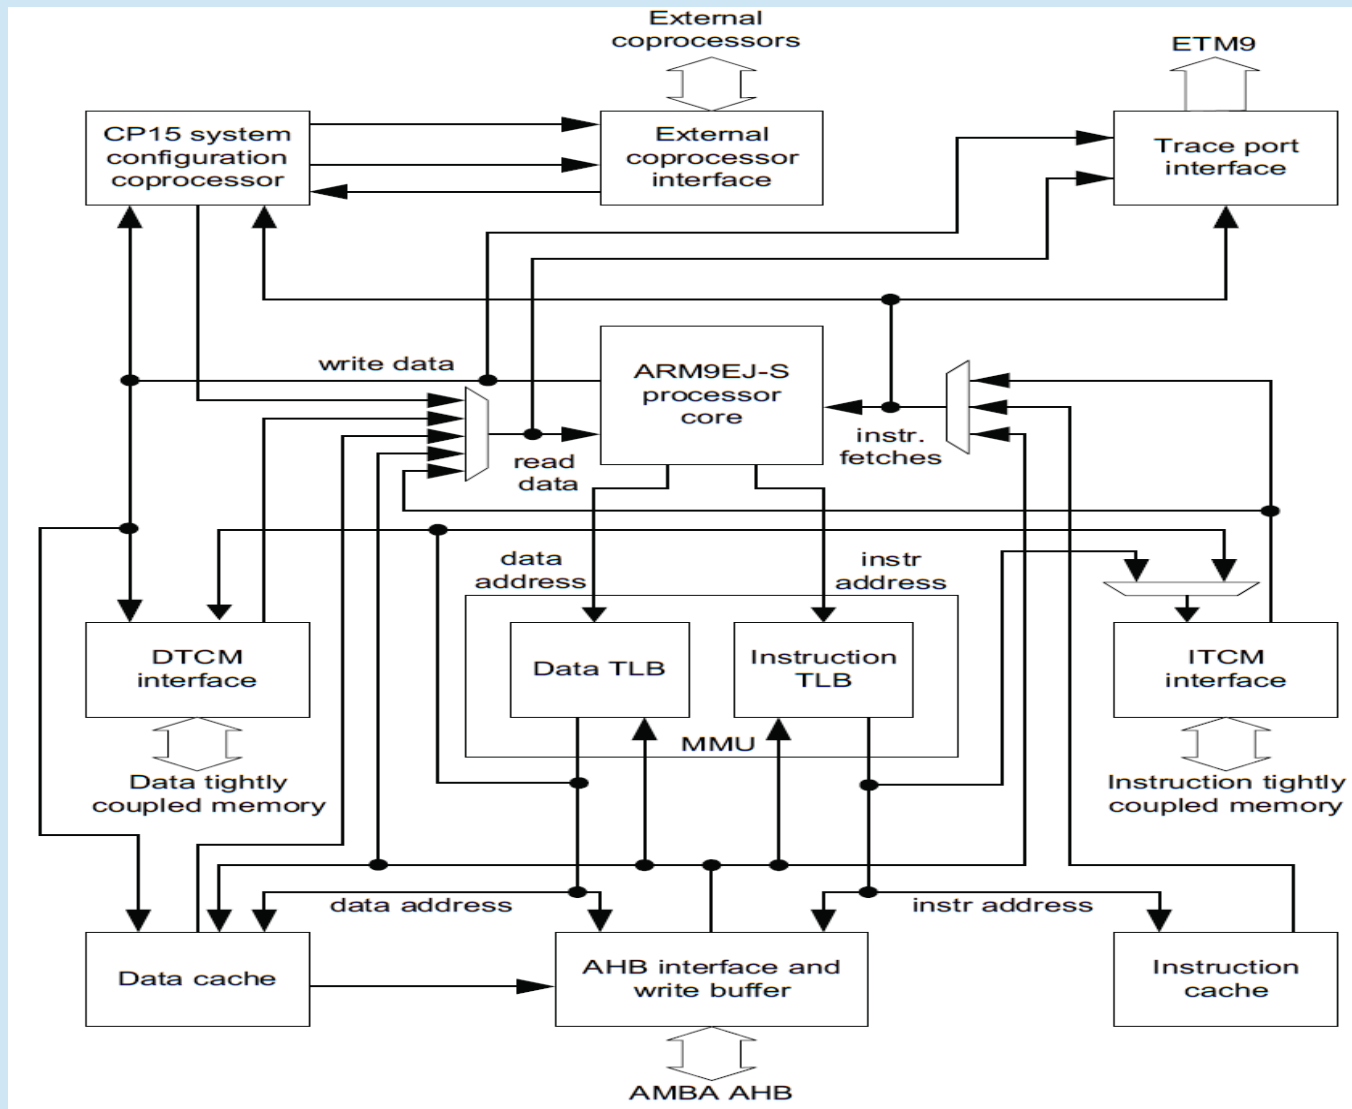 External
coprocessors
ETM9
CP15 system
configuration
coprocessor
External
coprocessor
interface
Trace port
interface
write data
ARM9EJ-S
processor
core
read
data
instr.
fetches
data
address
instr
address
DTCM
interface
Data TLB
Instruction
TLB
ITCM
interface
MMU
Data tightly
coupled memory
Instruction tightly
coupled memory
data address
instr address
Data cache
AHB interface and
write buffer
Instruction
cache
AMBA AHB